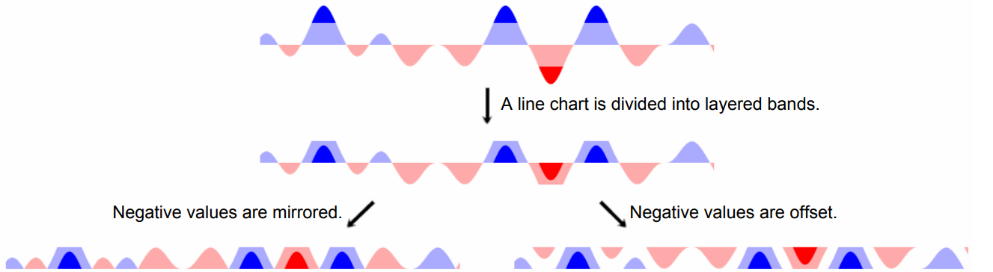 A line chart is divided into layered bands.
Negative values are mirrored.
Negative values are offset.